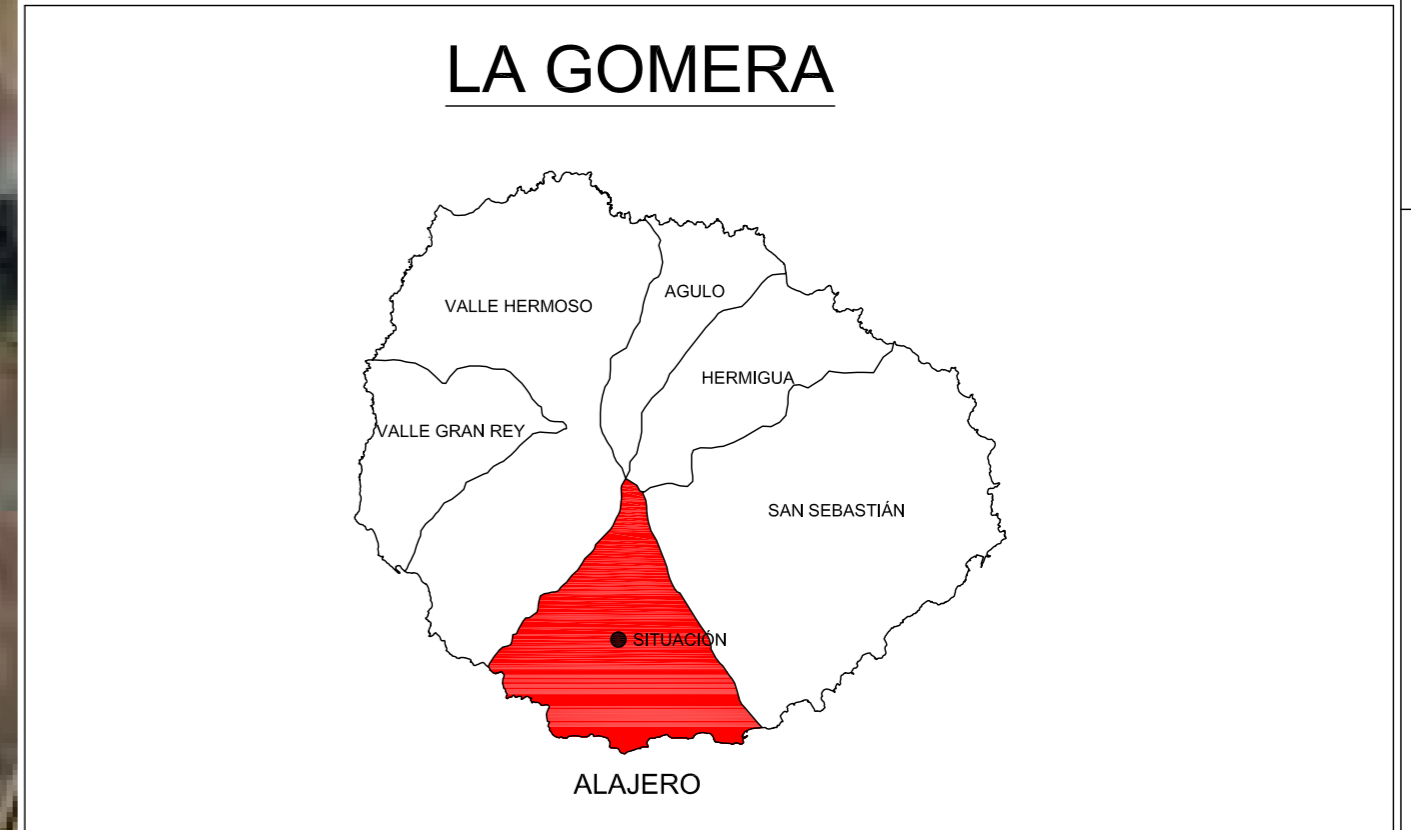 LA GOMERA
AGULO
VALLE HERMOSO
HERMIGUA
VALLE GRAN REY
SAN SEBASTIÁN
SITUACIÓN
ALAJERO